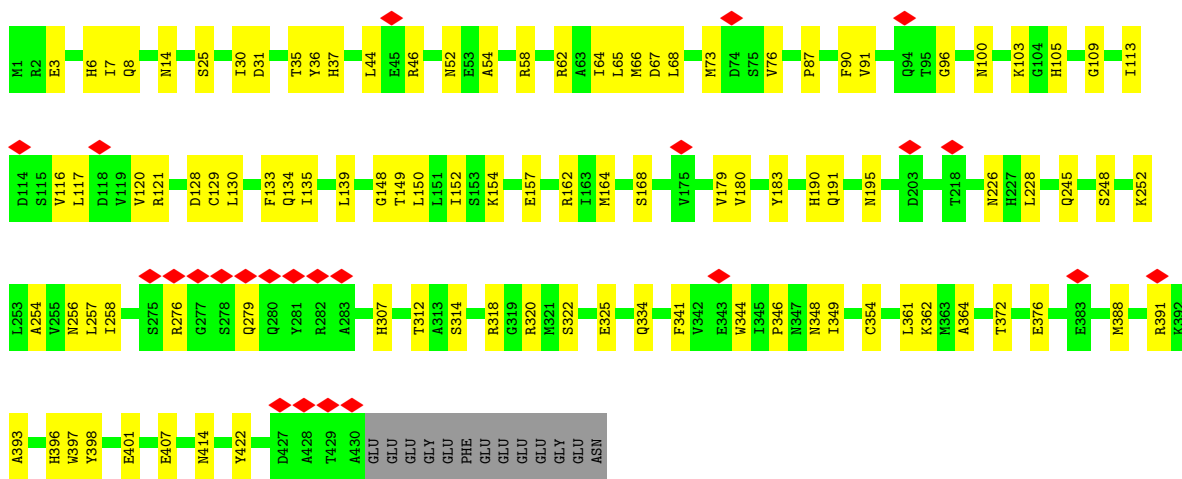 M1 R2 E3 H6 I7 Q8 N14 S25 I30 D31 T35 Y36 H37 L44 E45 R46 N52 E53 A54 R58 R62 A63 I64 L65 M66 D67 L68 M73 D74 S75 V76 P87 F90 V91 Q94 T95 G96 N100 K103 G104 H105 G109 I113
D114 S115 V116 L117 D118 V119 V120 R121 D128 C129 L130 F133 Q134 I135 L139 G148 T149 L150 L151 I152 S153 K154 E157 R162 I163 M164 S168 V175 V179 V180 Y183 H190 Q191 N195 D203 T218 N226 H227 L228 Q245 S248 K252
L253 A254 V255 N256 L257 I258 S275 R276 G277 S278 Q279 Q280 Y281 R282 A283 H307 T312 A313 S314 R318 G319 R320 M321 S322 E325 Q334 F341 V342 E343 W344 I345 P346 N347 N348 I349 C354 L361 K362 M363 A364 T372 E376 E383 M388 R391 K392
A393 H396 W397 Y398 E401 E407 N414 Y422 D427 A428 T429 A430 GLU GLU GLU GLY GLU PHE GLU GLU GLU GLU GLY GLU ASN